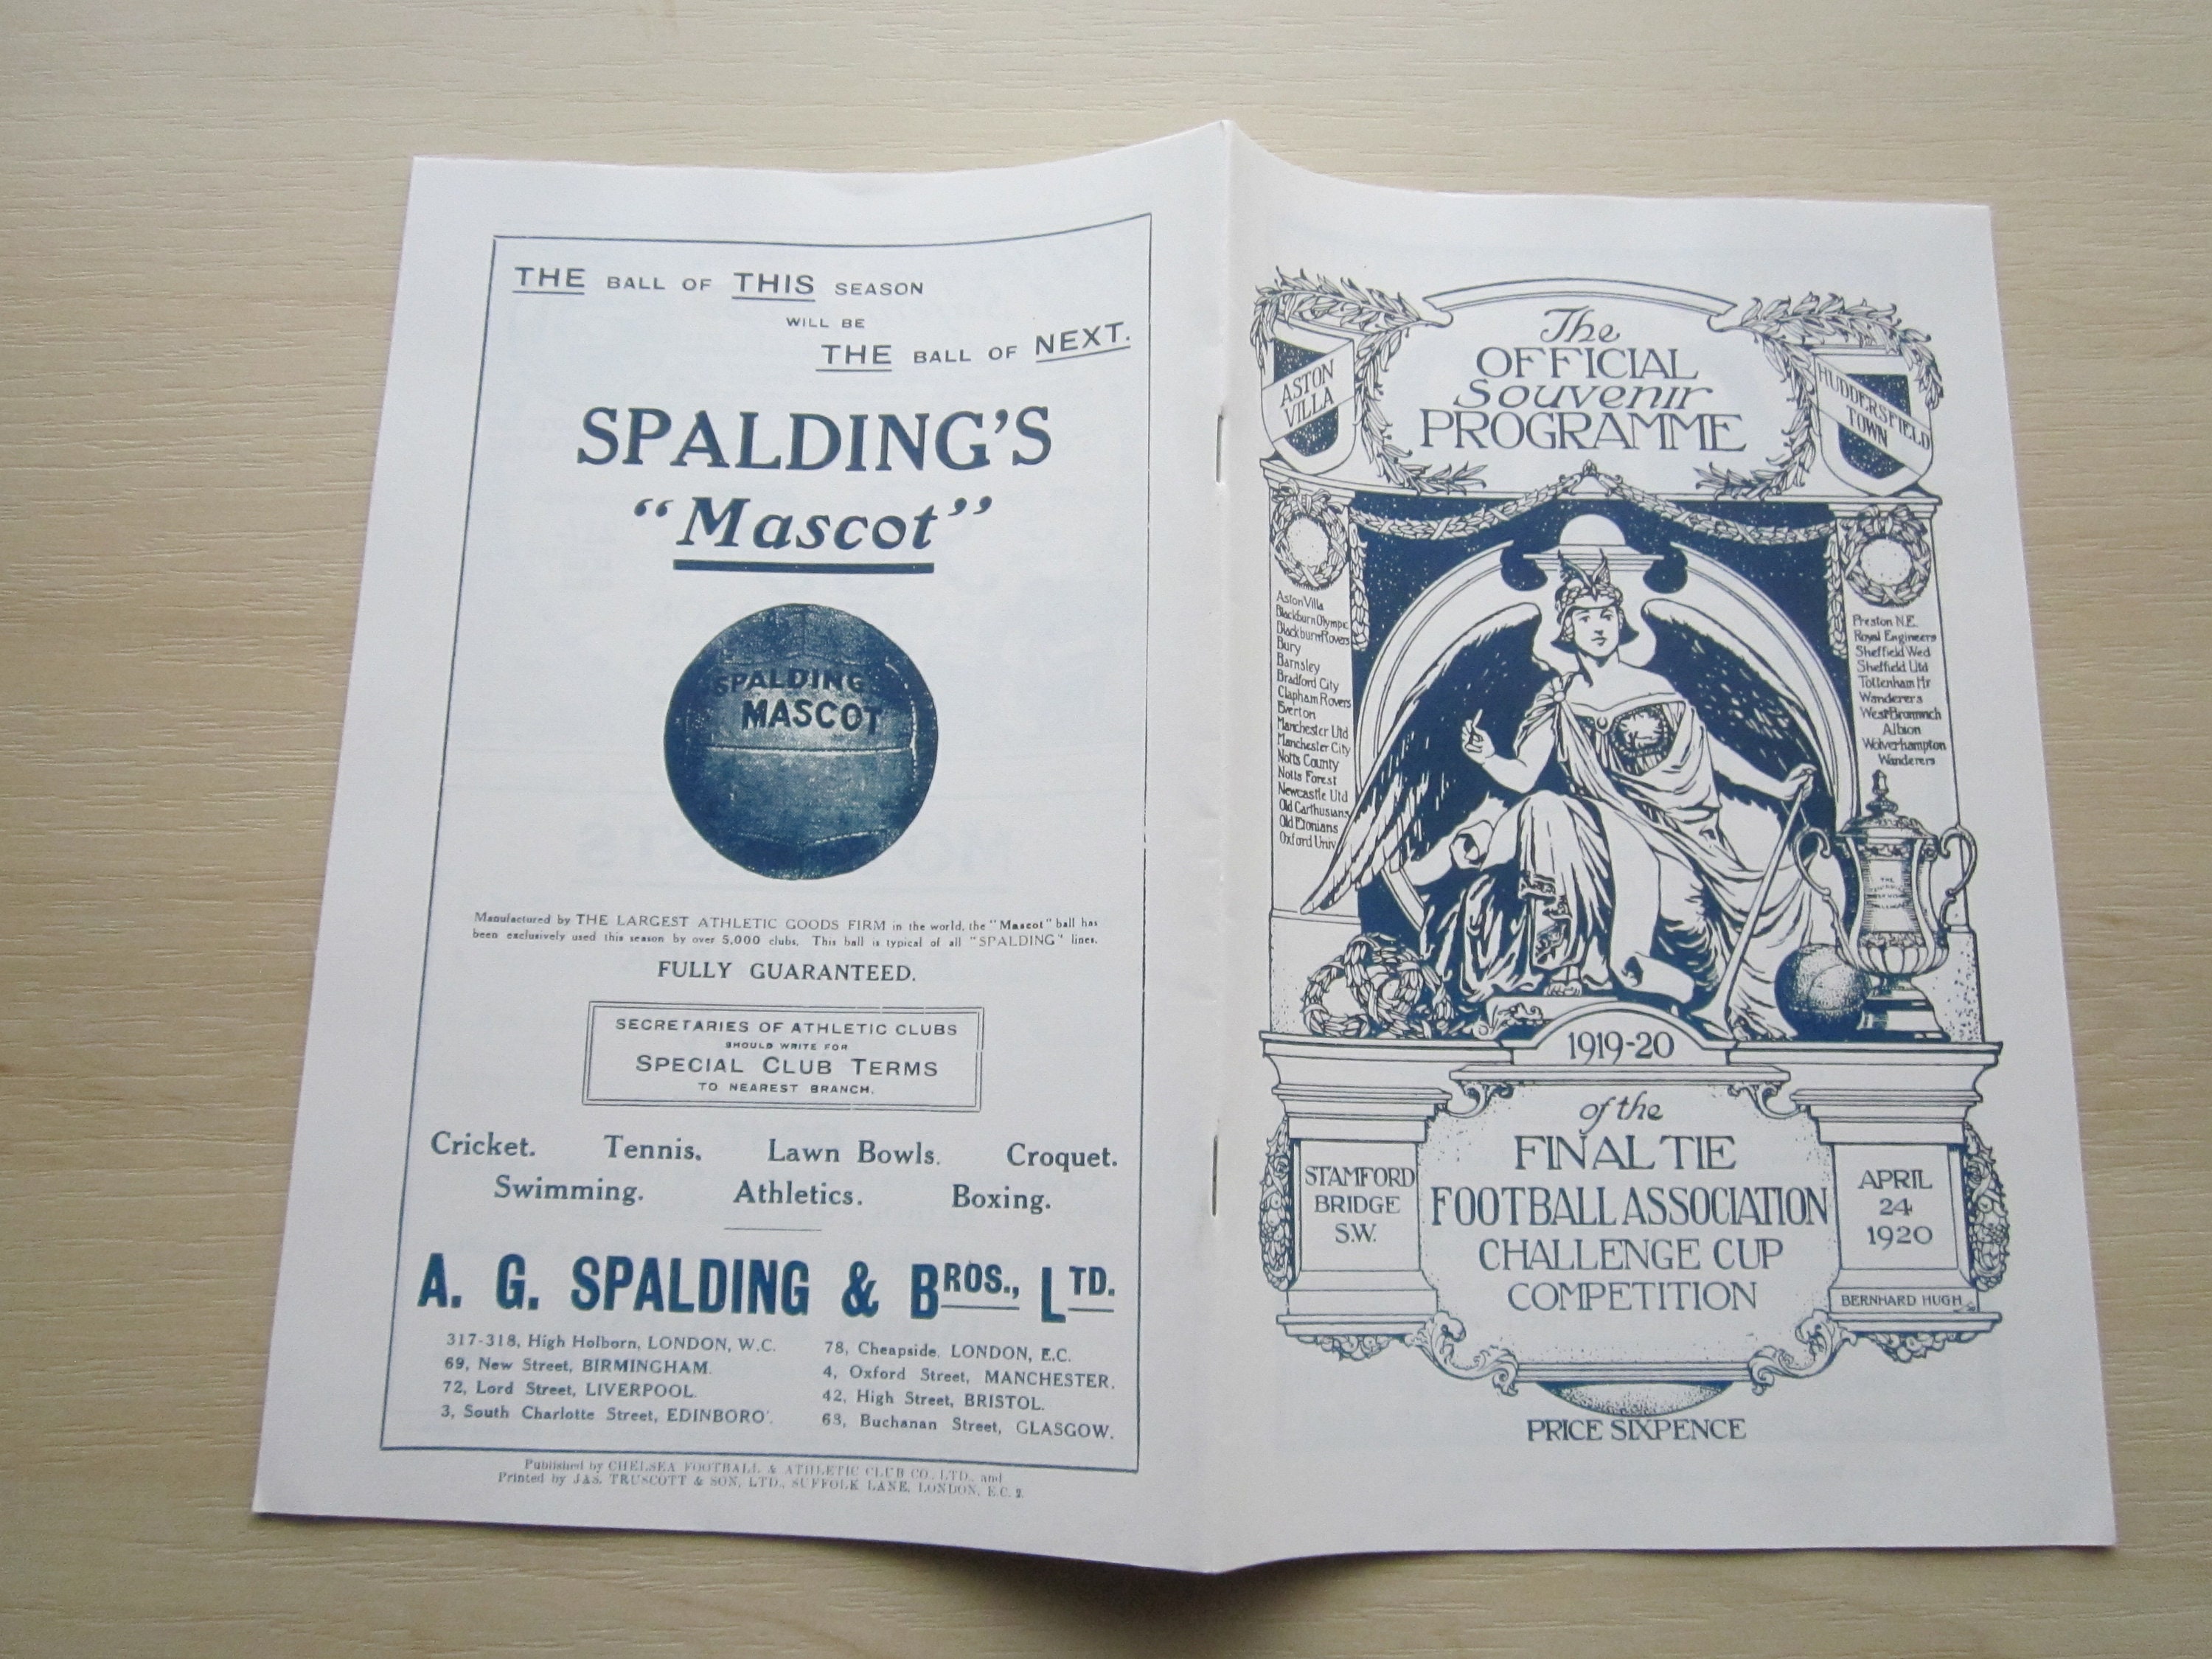 THE BALL OF THIS SEASON
WILL BE
THE BALL OF NEXT.
SPALDING'S
"Mascot"
SPALDING
MASCOT
Manufactured by THE LARGEST ATHLETIC GOODS FIRM in the world, the "Mascot" ball has
been exclusively used this season by over 5,000 clubs. This ball is typical of all "SPALDING" lines.
FULLY GUARANTEED.
SECRETARIES OF ATHLETIC CLUBS
SHOULD WRITE FOR
SPECIAL CLUB TERMS
TO NEAREST BRANCH.
Cricket. Tennis. Lawn Bowls. Croquet.
Swimming. Athletics. Boxing.
A. G. SPALDING & BROS., LTD.
317-318, High Holborn, LONDON, W.C.
69, New Street, BIRMINGHAM.
72, Lord Street, LIVERPOOL.
3, South Charlotte Street, EDINBORO'.
78, Cheapside, LONDON, E.C.
4, Oxford Street, MANCHESTER.
42, High Street, BRISTOL.
68, Buchanan Street, GLASGOW.
Published by CHELSEA FOOTBALL & ATHLETIC CLUB CO., LTD., and
Printed by JAS. TRUSCOTT & SON, LTD., SUFFOLK LANE, LONDON, E.C. 2.
The
OFFICIAL
Souvenir
PROGRAMME
ASTON
VILLA
HUDDERSFIELD
TOWN
Aston Villa
Blackburn Olympic
Blackburn Rovers
Bury
Barnsley
Bradford City
Clapham Rovers
Everton
Manchester Utd
Manchester City
Notts County
Notts Forest
Newcastle Utd
Old Carthusians
Old Etonians
Oxford Univ
Preston N.E.
Royal Engineers
Sheffield Wed
Sheffield Utd
Tottenham Hr
Wanderers
West Bromwich
Albion
Wolverhampton
Wanderers
1919-20
of the
FINAL TIE
FOOTBALL ASSOCIATION
CHALLENGE CUP
COMPETITION
STAMFORD
BRIDGE
S.W.
APRIL
24
1920
BERNHARD HUGH
PRICE SIXPENCE